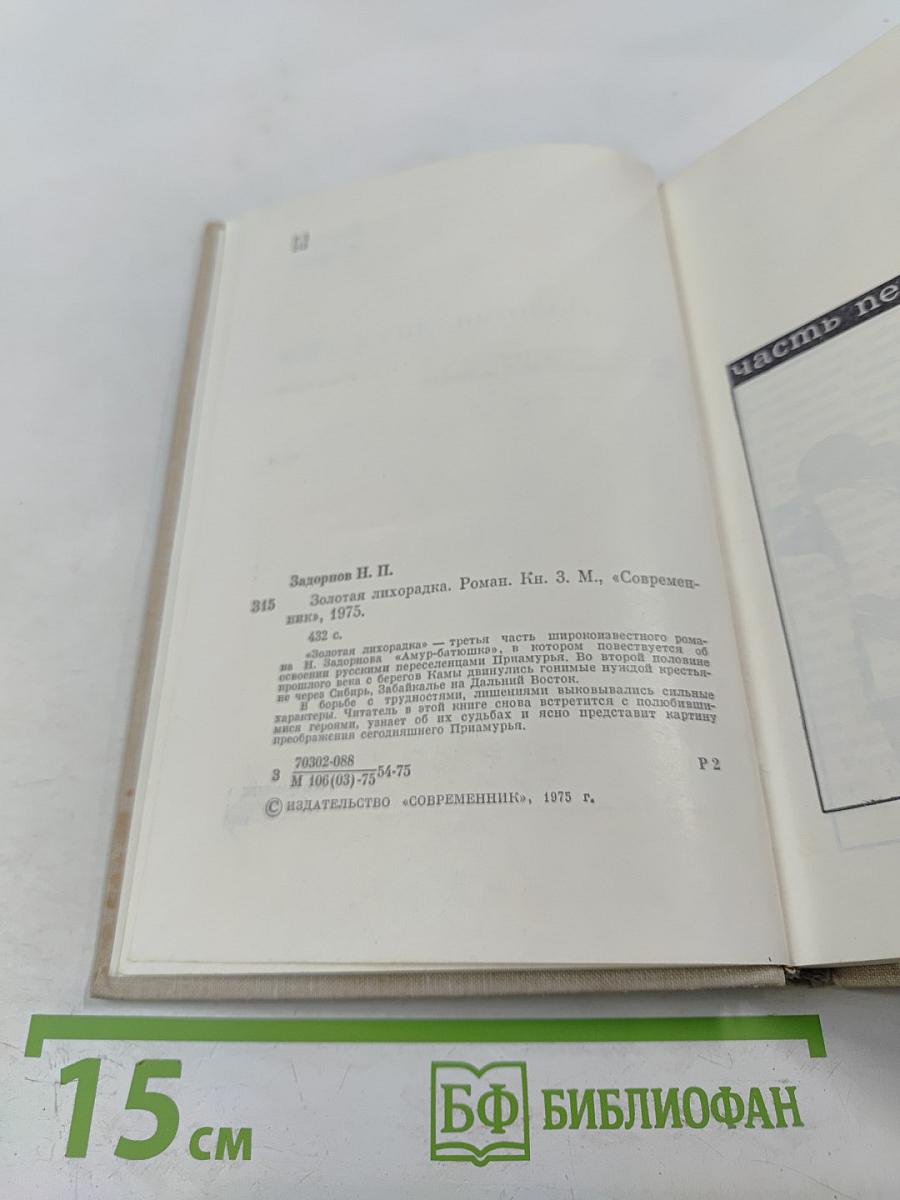 Задорнов Н. П.
315 Золотая лихорадка. Роман. Кн. 3. М., «Современ-
ник», 1975.
432 с.
«Золотая лихорадка» — третья часть широкоизвестного рома-
на Н. Задорнова «Амур-батюшка», в котором повествуется об
освоении русскими переселенцами Приамурья. Во второй половине
прошлого века с берегов Камы двинулись гонимые нуждой крестья-
не через Сибирь, Забайкалье на Дальний Восток.
В борьбе с трудностями, лишениями выковывались сильные
характеры. Читатель в этой книге снова встретится с полюбивши-
мися героями, узнает об их судьбах и ясно представит картину
преображения сегодняшнего Приамурья.
З 70302-088
М 106(03)-75 54-75 Р 2
© ИЗДАТЕЛЬСТВО «СОВРЕМЕННИК», 1975 г.
часть пе
15 см
БФ БИБЛИОФАН